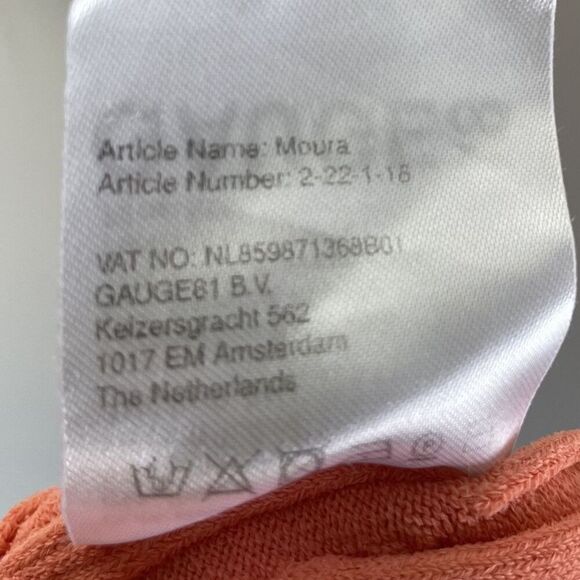 Article Name: Moura
Article Number: 2-22-1-18
VAT NO: NL859871368B01
GAUGE81 B.V.
Keizersgracht 562
1017 EM Amsterdam
The Netherlands